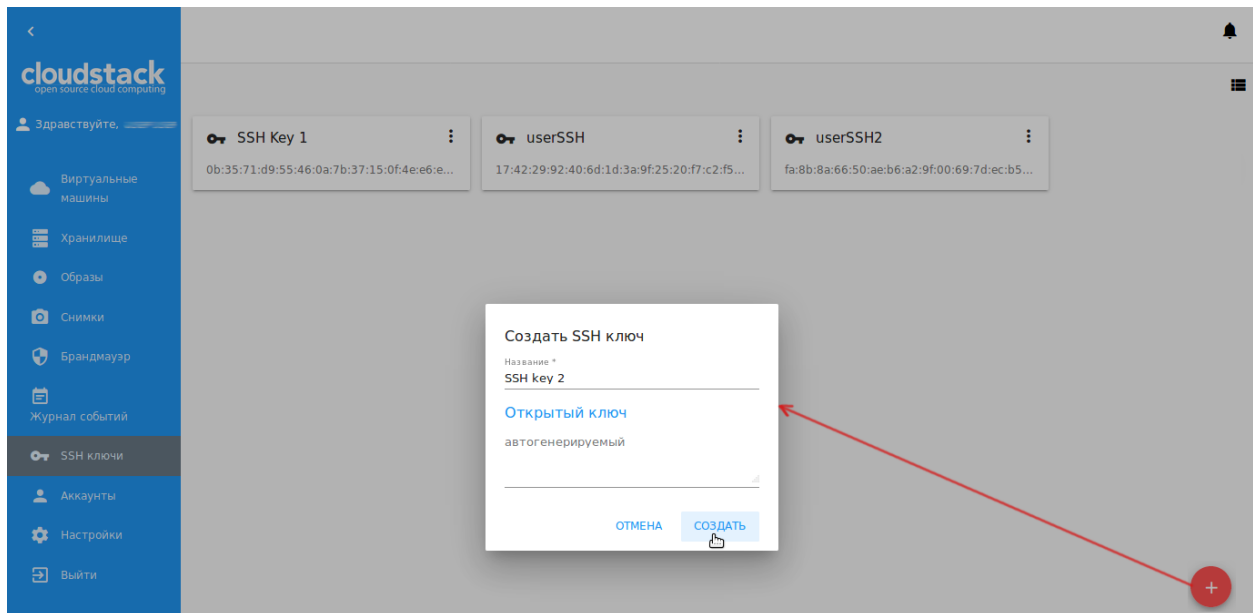 cloudstack
open source cloud computing
Здравствуйте,
Виртуальные
машины
Хранилище
Образы
Снимки
Брандмауэр
Журнал событий
SSH ключи
Аккаунты
Настройки
Выйти
SSH Key 1
0b:35:71:d9:55:46:0a:7b:37:15:0f:4e:e6:e...
userSSH
17:42:29:92:40:6d:1d:3a:9f:25:20:f7:c2:f5...
userSSH2
fa:8b:8a:66:50:ae:b6:a2:9f:00:69:7d:ec:b5...
Создать SSH ключ
Название *
SSH key 2
Открытый ключ
автогенерируемый
ОТМЕНА СОЗДАТЬ